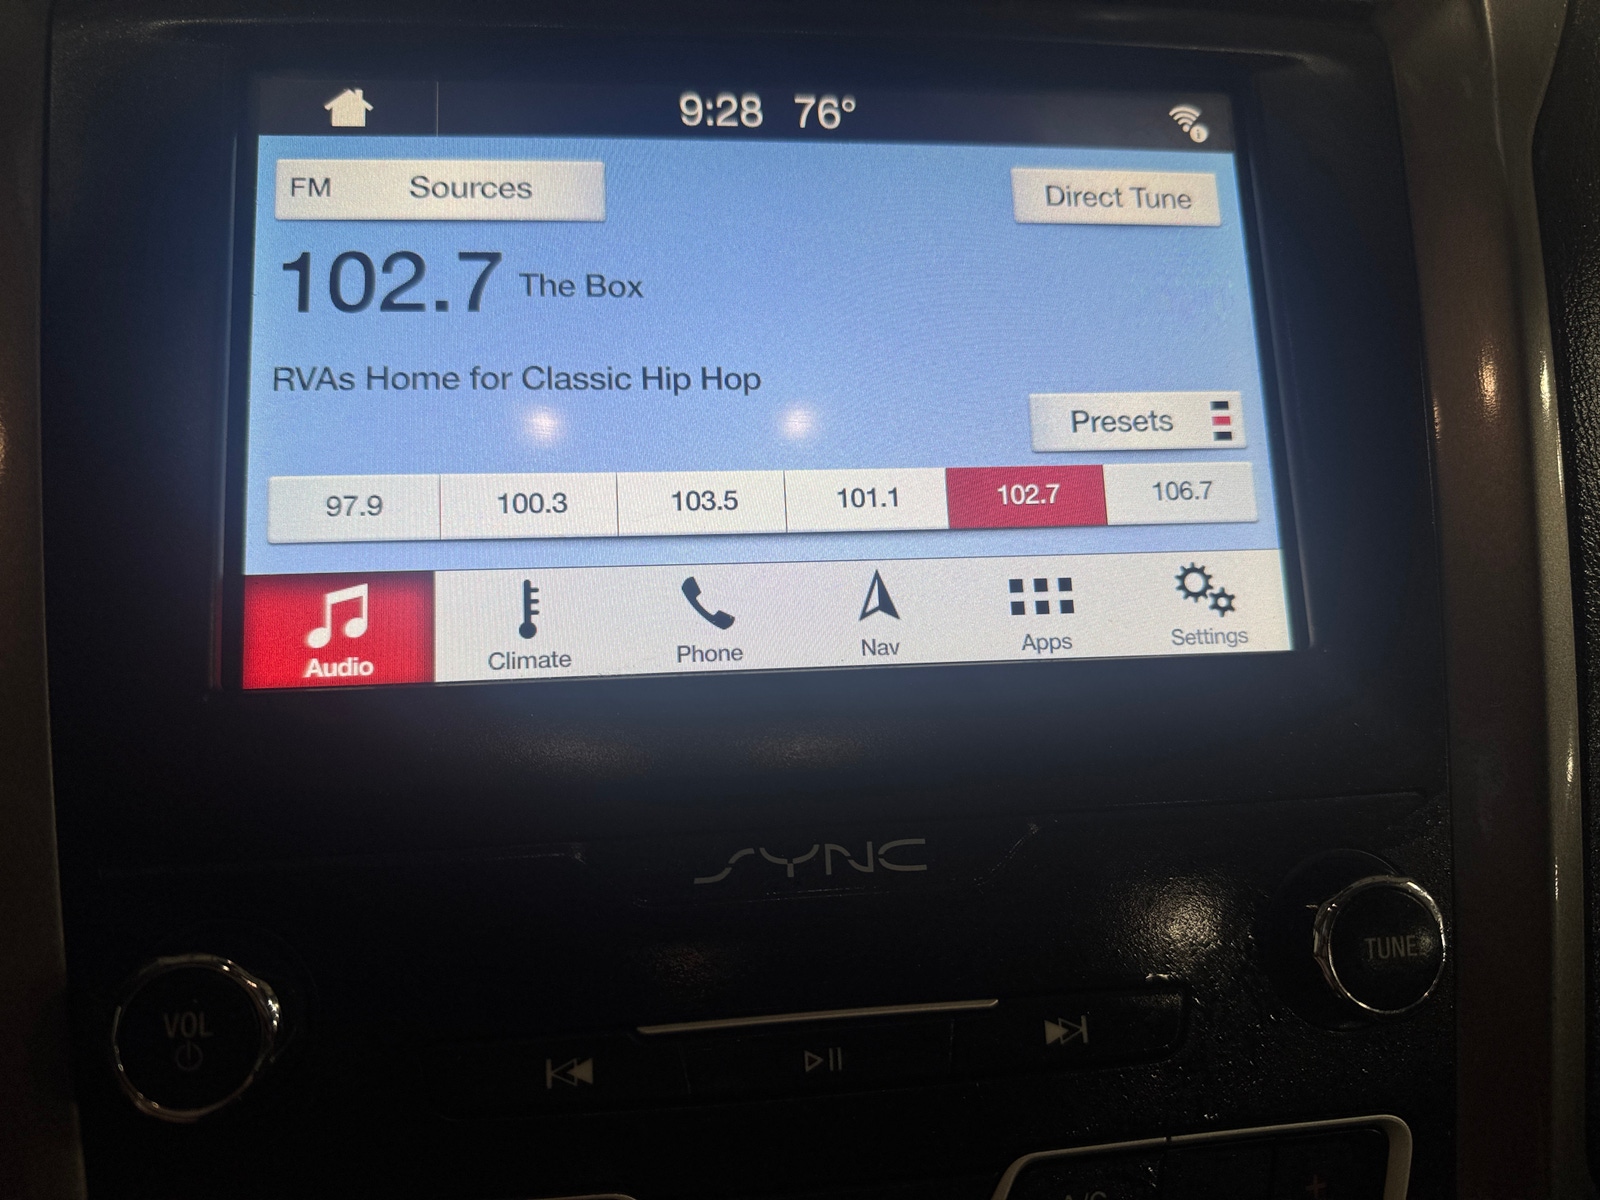 9:28 76°
FM Sources
Direct Tune
102.7 The Box
RVAs Home for Classic Hip Hop
Presets
97.9 100.3 103.5 101.1 102.7 106.7
Audio Climate Phone Nav Apps Settings
SYNC
TUNE
VOL
A/C